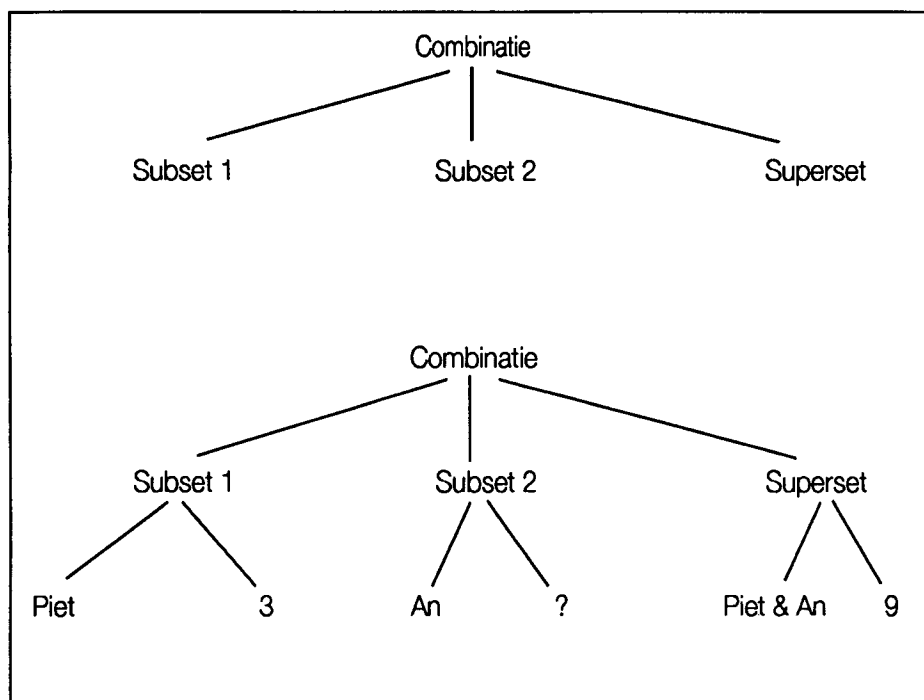 Combinatie
Subset 1 Subset 2 Superset
Combinatie
Subset 1 Subset 2 Superset
Piet 3 An ? Piet & An 9